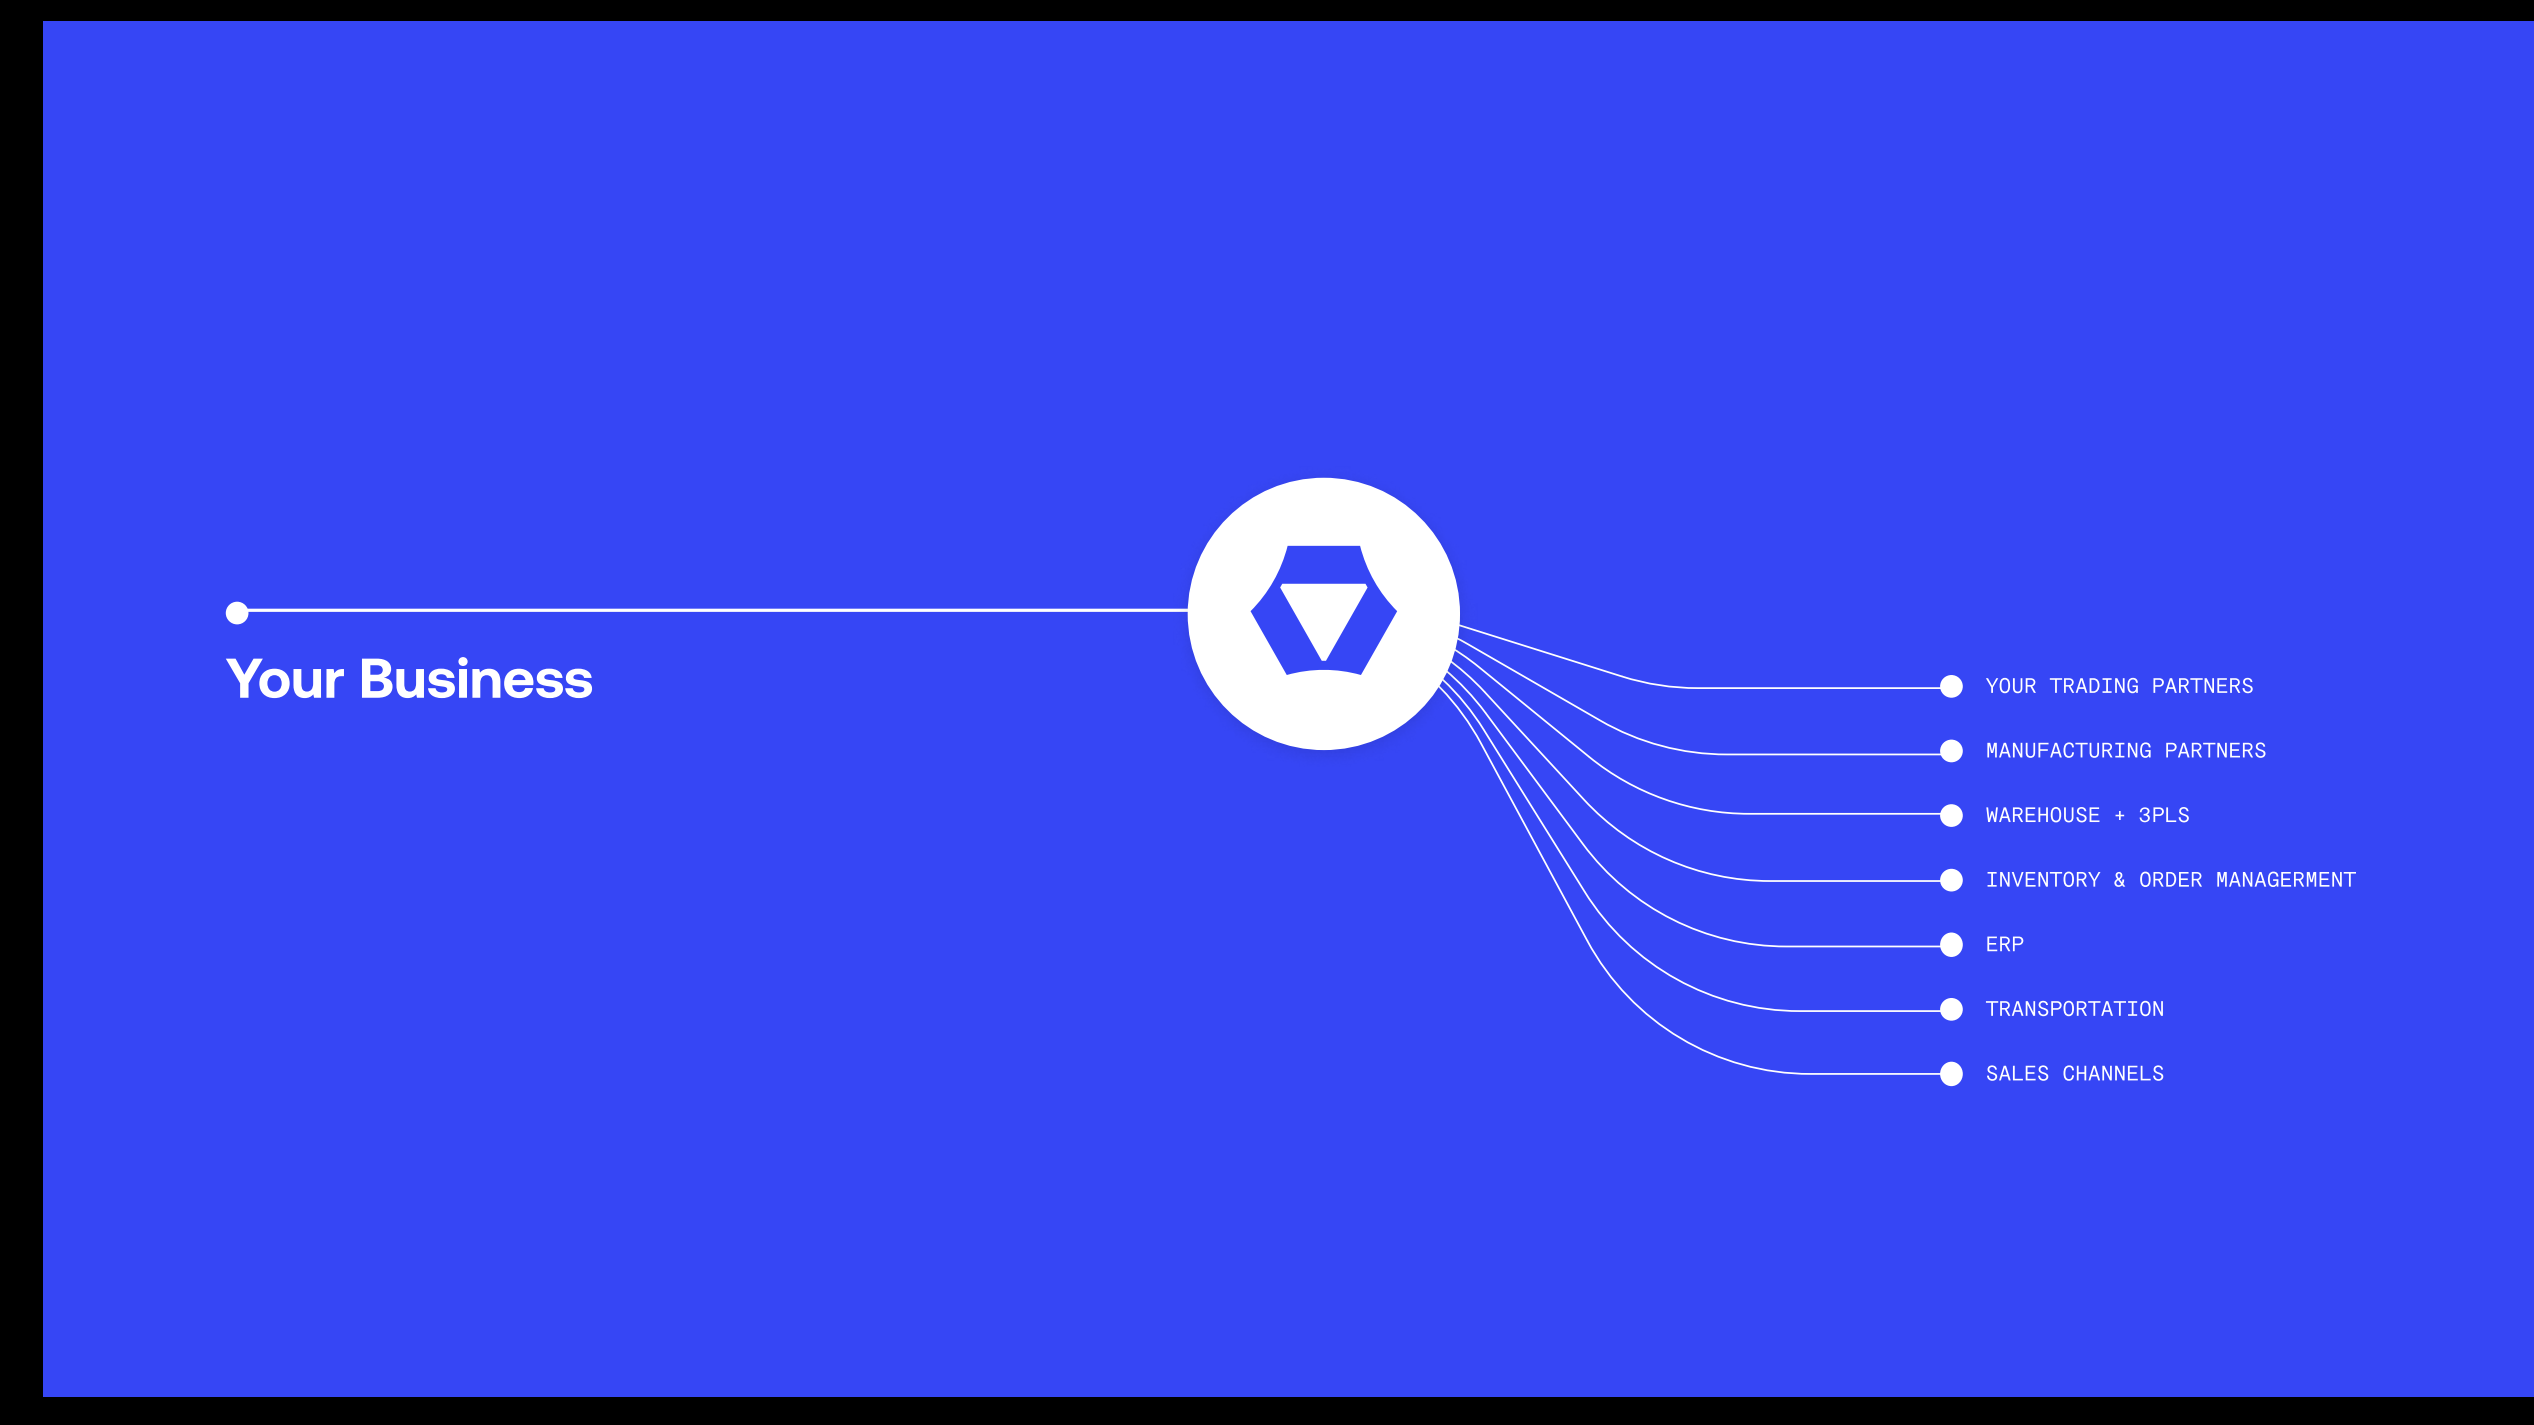 Your Business
YOUR TRADING PARTNERS
MANUFACTURING PARTNERS
WAREHOUSE + 3PLS
INVENTORY & ORDER MANAGERMENT
ERP
TRANSPORTATION
SALES CHANNELS